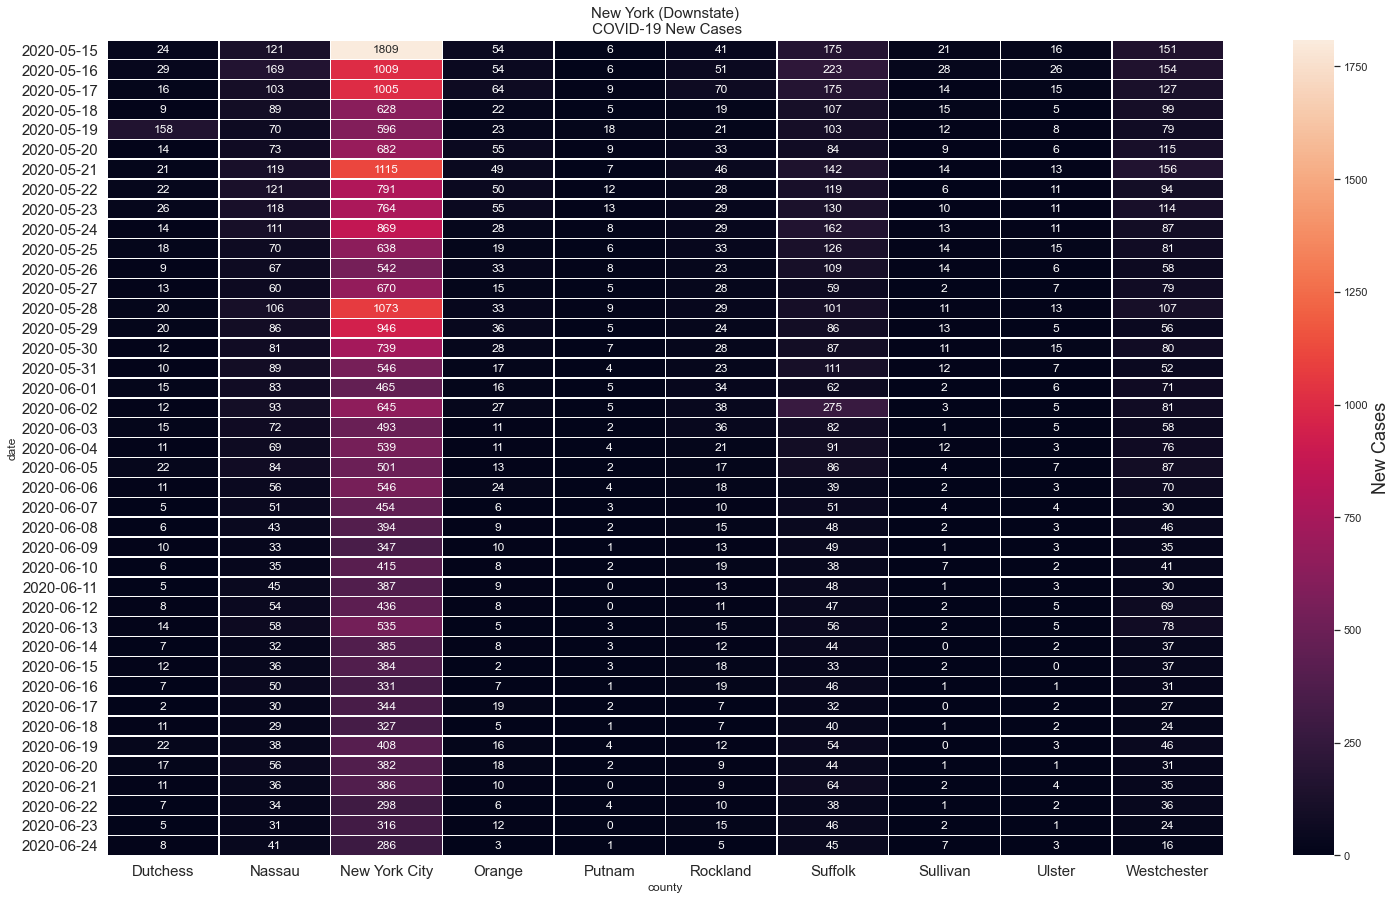 New York (Downstate)
COVID-19 New Cases
2020-05-15 24 121 1809 54 6 41 175 21 16 151
2020-05-16 29 169 1009 54 6 51 223 28 26 154
2020-05-17 16 103 1005 64 9 70 175 14 15 127
2020-05-18 9 89 628 22 5 19 107 15 5 99
2020-05-19 158 70 596 23 18 21 103 12 8 79
2020-05-20 14 73 682 55 9 33 84 9 6 115
2020-05-21 21 119 1115 49 7 46 142 14 13 156
2020-05-22 22 121 791 50 12 28 119 6 11 94
2020-05-23 26 118 764 55 13 29 130 10 11 114
2020-05-24 14 111 869 28 8 29 162 13 11 87
2020-05-25 18 70 638 19 6 33 126 14 15 81
2020-05-26 9 67 542 33 8 23 109 14 6 58
2020-05-27 13 60 670 15 5 28 59 2 7 79
2020-05-28 20 106 1073 33 9 29 101 11 13 107
2020-05-29 20 86 946 36 5 24 86 13 5 56
2020-05-30 12 81 739 28 7 28 87 11 15 80
2020-05-31 10 89 546 17 4 23 111 12 7 52
2020-06-01 15 83 465 16 5 34 62 2 6 71
2020-06-02 12 93 645 27 5 38 275 3 5 81
2020-06-03 15 72 493 11 2 36 82 1 5 58
2020-06-04 11 69 539 11 4 21 91 12 3 76
2020-06-05 22 84 501 13 2 17 86 4 7 87
2020-06-06 11 56 546 24 4 18 39 2 3 70
2020-06-07 5 51 454 6 3 10 51 4 4 30
2020-06-08 6 43 394 9 2 15 48 2 3 46
2020-06-09 10 33 347 10 1 13 49 1 3 35
2020-06-10 6 35 415 8 2 19 38 7 2 41
2020-06-11 5 45 387 9 0 13 48 1 3 30
2020-06-12 8 54 436 8 0 11 47 2 5 69
2020-06-13 14 58 535 5 3 15 56 2 5 78
2020-06-14 7 32 385 8 3 12 44 0 2 37
2020-06-15 12 36 384 2 3 18 33 2 0 37
2020-06-16 7 50 331 7 1 19 46 1 1 31
2020-06-17 2 30 344 19 2 7 32 0 2 27
2020-06-18 11 29 327 5 1 7 40 1 2 24
2020-06-19 22 38 408 16 4 12 54 0 3 46
2020-06-20 17 56 382 18 2 9 44 1 1 31
2020-06-21 11 36 386 10 0 9 64 2 4 35
2020-06-22 7 34 298 6 4 10 38 1 2 36
2020-06-23 5 31 316 12 0 15 46 2 1 24
2020-06-24 8 41 286 3 1 5 45 7 3 16
Dutchess Nassau New York City Orange Putnam Rockland Suffolk Sullivan Ulster Westchester
county
date
1750
1500
1250
1000
750
500
250
0
New Cases